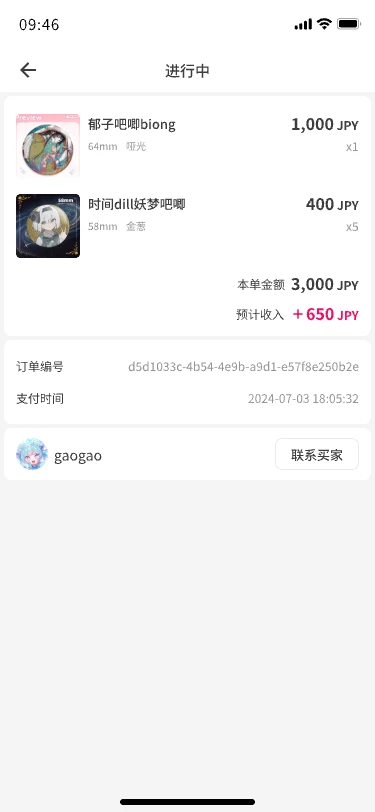 09:46
进行中
郁子吧唧biong
1,000 JPY
64mm 哑光
x1
时间dill妖梦吧唧
400 JPY
58mm 金葱
x5
本单金额 3,000 JPY
预计收入 +650 JPY
订单编号
d5d1033c-4b54-4e9b-a9d1-e57f8e250b2e
支付时间
2024-07-03 18:05:32
gaogao
联系买家